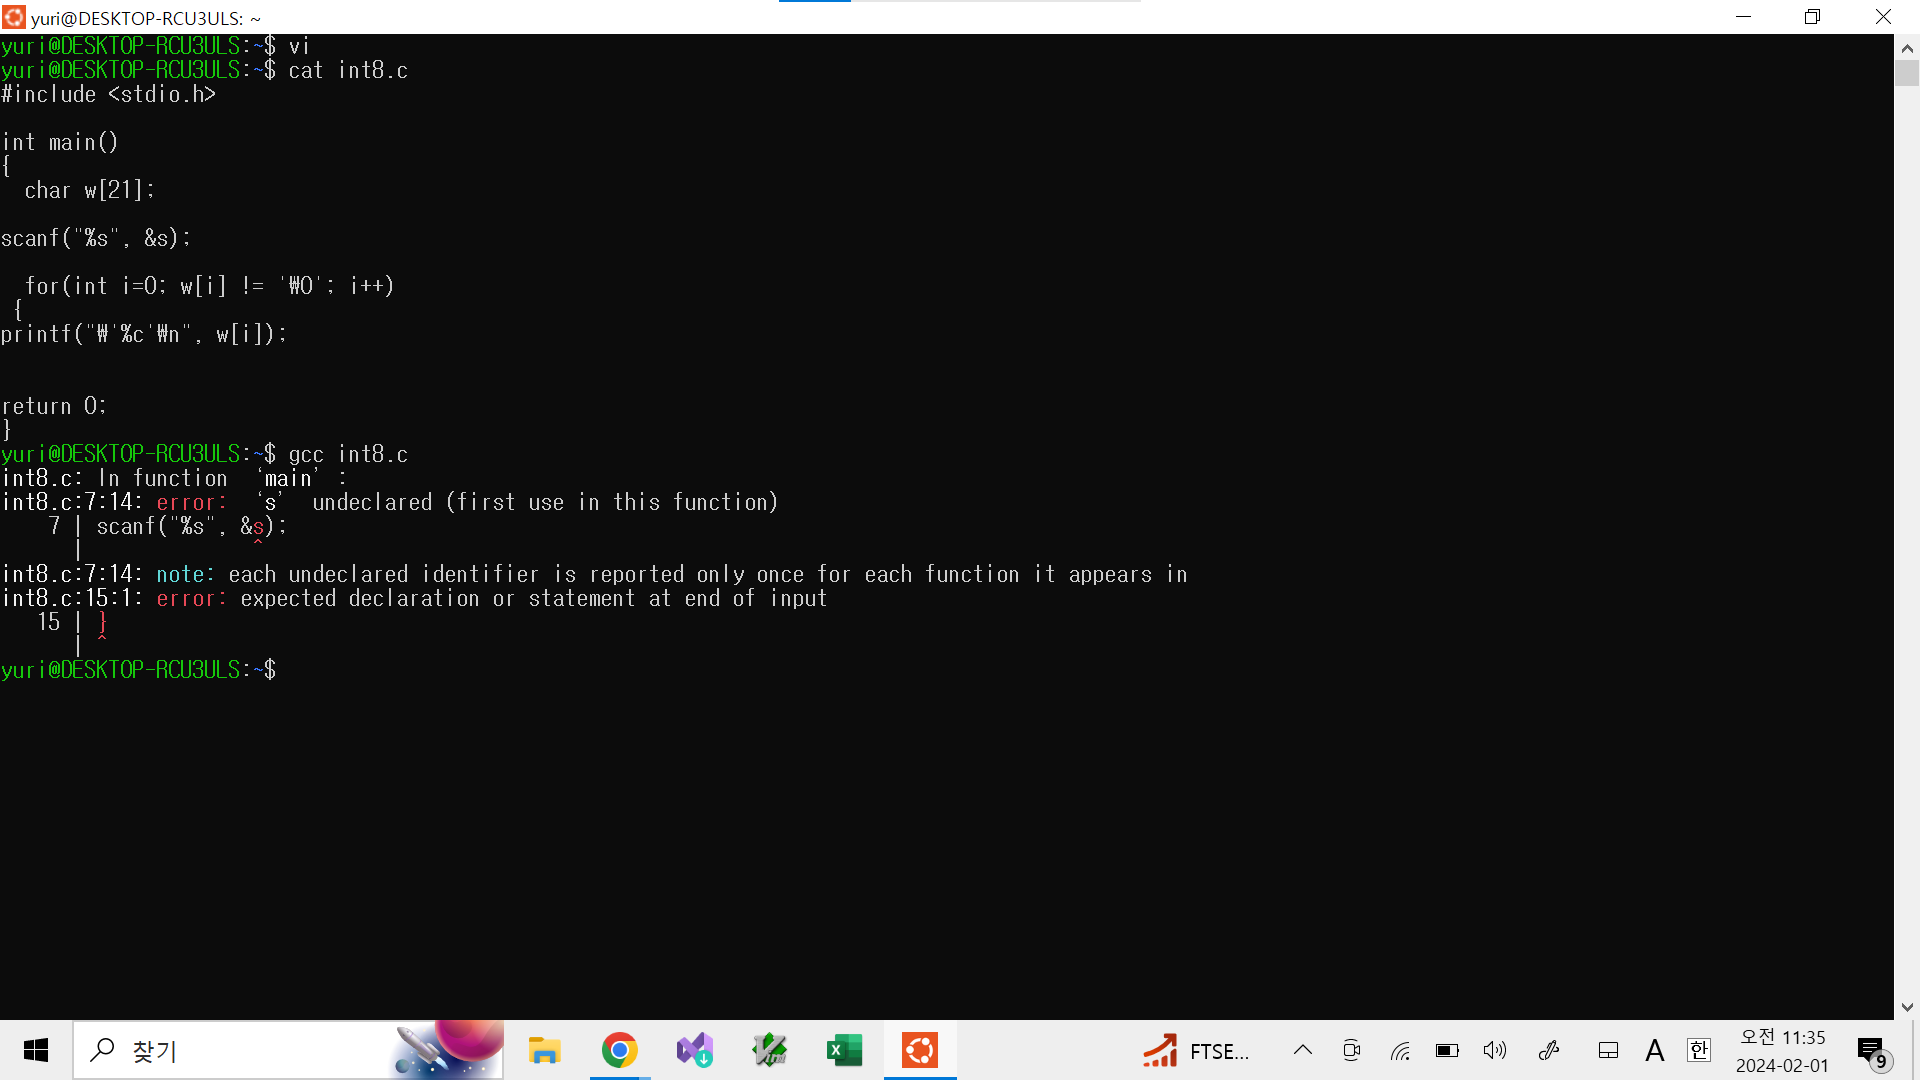 yuri@DESKTOP-RCU3ULS: ~
yuri@DESKTOP-RCU3ULS:~$ vi
yuri@DESKTOP-RCU3ULS:~$ cat int8.c
#include <stdio.h>
int main()
{
  char w[21];
scanf("%s", &s);
  for(int i=0; w[i] != '₩0'; i++)
 {
printf("₩'%c'₩n", w[i]);
return 0;
}
yuri@DESKTOP-RCU3ULS:~$ gcc int8.c
int8.c: In function ‘main’:
int8.c:7:14: error: ‘s’ undeclared (first use in this function)
    7 | scanf("%s", &s);
      |              ^
int8.c:7:14: note: each undeclared identifier is reported only once for each function it appears in
int8.c:15:1: error: expected declaration or statement at end of input
   15 | }
      | ^
yuri@DESKTOP-RCU3ULS:~$
찾기
FTSE...
A
한
오전 11:35
2024-02-01
9